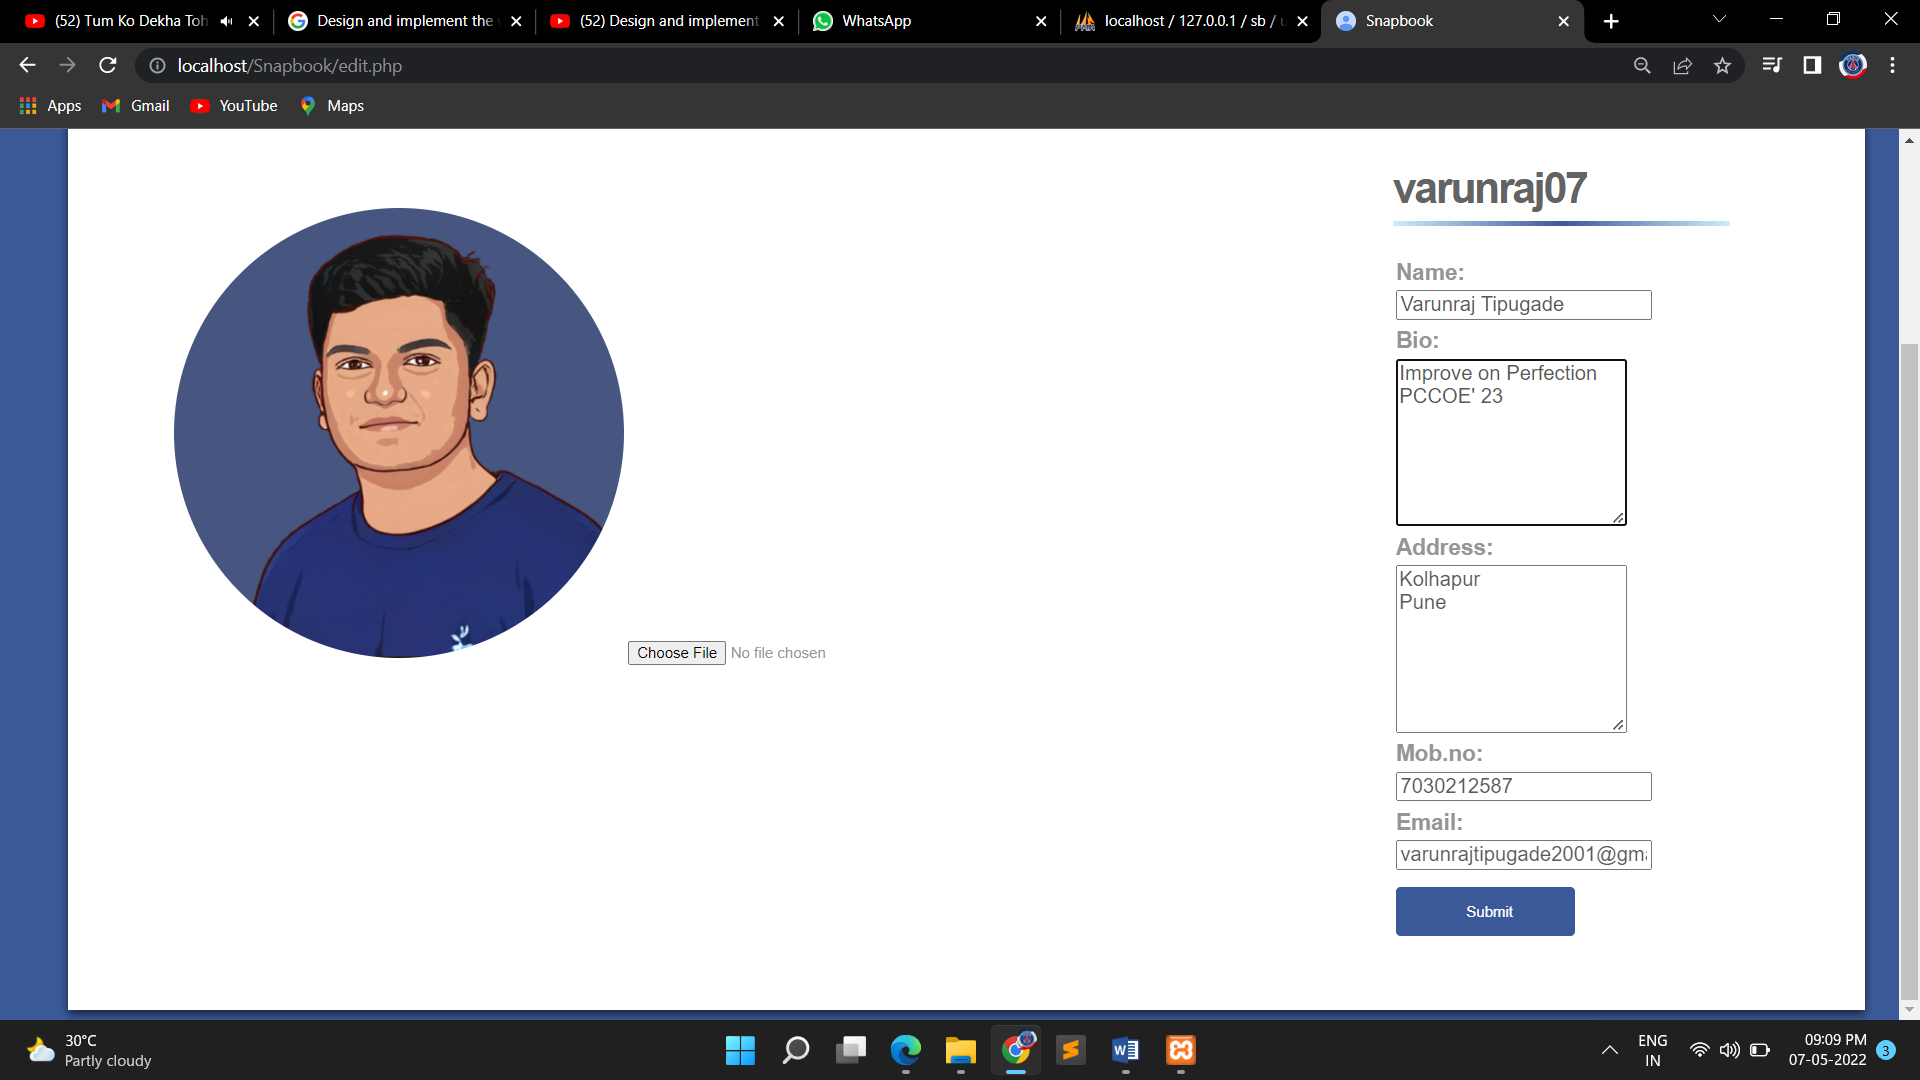 (52) Tum Ko Dekha Toh
Design and implement the
(52) Design and implement
WhatsApp
localhost / 127.0.0.1 / sb /
Snapbook
localhost/Snapbook/edit.php
Apps
Gmail
YouTube
Maps
varunraj07
Name:
Varunraj Tipugade
Bio:
Improve on Perfection
PCCOE' 23
Address:
Kolhapur
Pune
Choose File No file chosen
Mob.no:
7030212587
Email:
varunrajtipugade2001@gma
Submit
30°C
Partly cloudy
ENG
IN
09:09 PM
07-05-2022
3